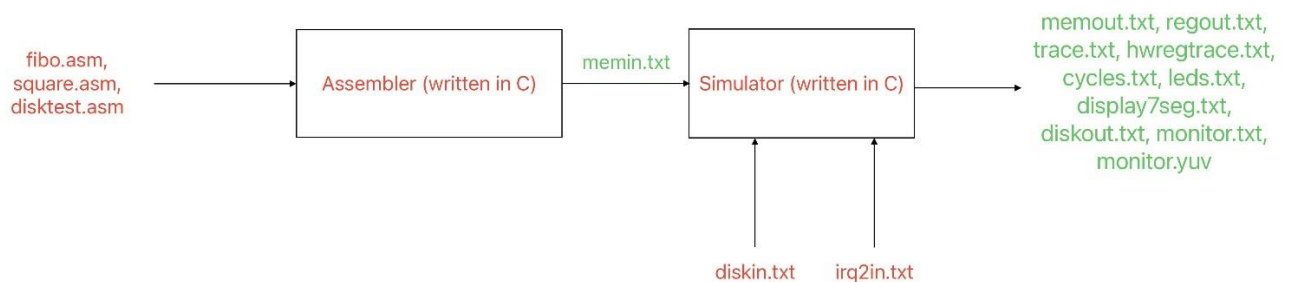 fibo.asm,
square.asm,
disktest.asm
Assembler (written in C)
memin.txt
Simulator (written in C)
memout.txt, regout.txt,
trace.txt, hwregtrace.txt,
cycles.txt, leds.txt,
display7seg.txt,
diskout.txt, monitor.txt,
monitor.yuv
diskin.txt
irq2in.txt